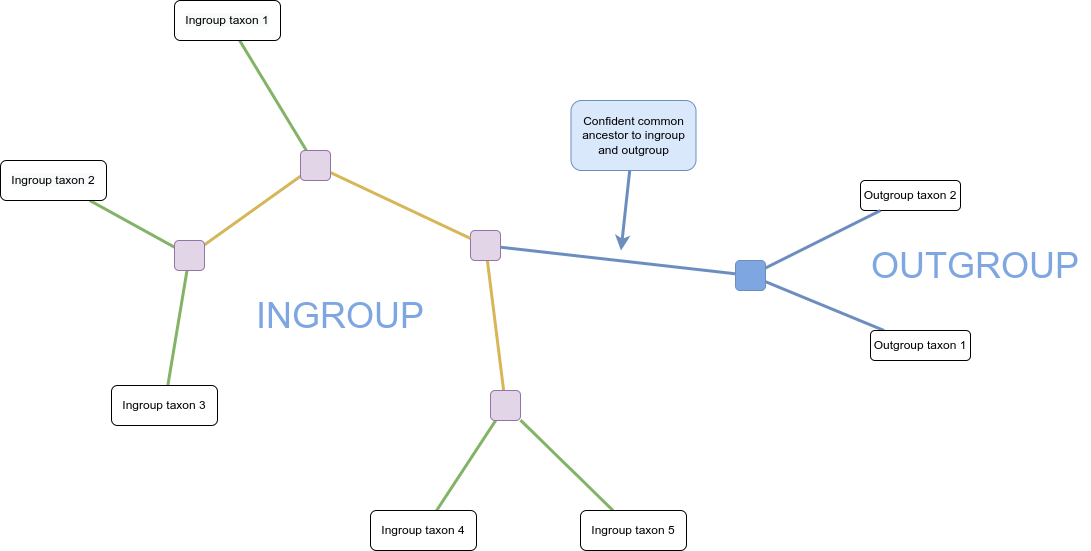 Ingroup taxon 1
Confident common
ancestor to ingroup
and outgroup
Ingroup taxon 2
Outgroup taxon 2
OUTGROUP
INGROUP
Outgroup taxon 1
Ingroup taxon 3
Ingroup taxon 4
Ingroup taxon 5